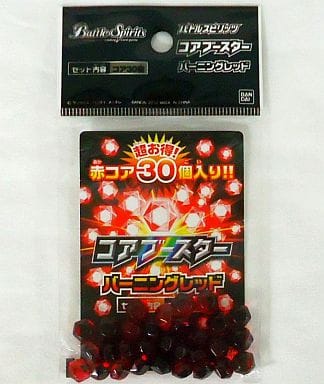 Battle Spirits
バトルスピリッツ
コアブースター
バーニングレッド
セット内容 コア30個
BANDAI
超お得!
赤コア30個入り!!
コアブースター
バーニングレッド